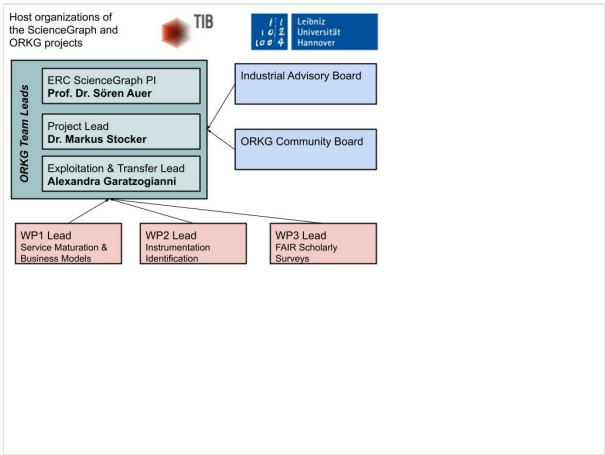 Host organizations of
the ScienceGraph and
ORKG projects
TIB
Leibniz
Universität
Hannover
ORKG Team Leads
ERC ScienceGraph PI
Prof. Dr. Sören Auer
Project Lead
Dr. Markus Stocker
Exploitation & Transfer Lead
Alexandra Garatzogianni
Industrial Advisory Board
ORKG Community Board
WP1 Lead
Service Maturation &
Business Models
WP2 Lead
Instrumentation
Identification
WP3 Lead
FAIR Scholarly
Surveys